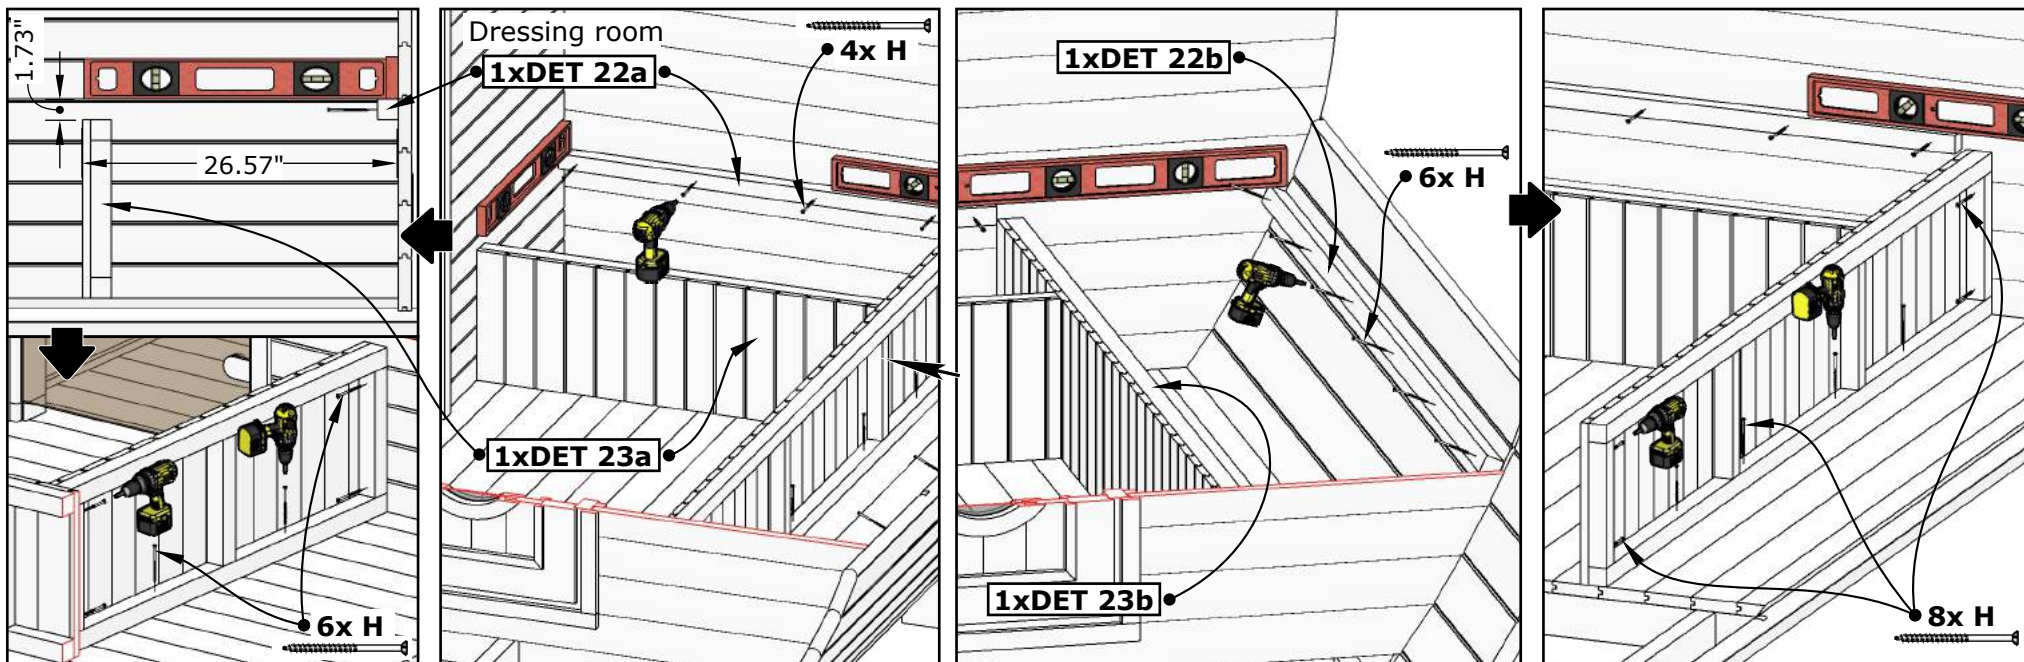 1.73"
26.57"
6x H
Dressing room
1xDET 22a
4x H
1xDET 23a
1xDET 22b
6x H
1xDET 23b
8x H